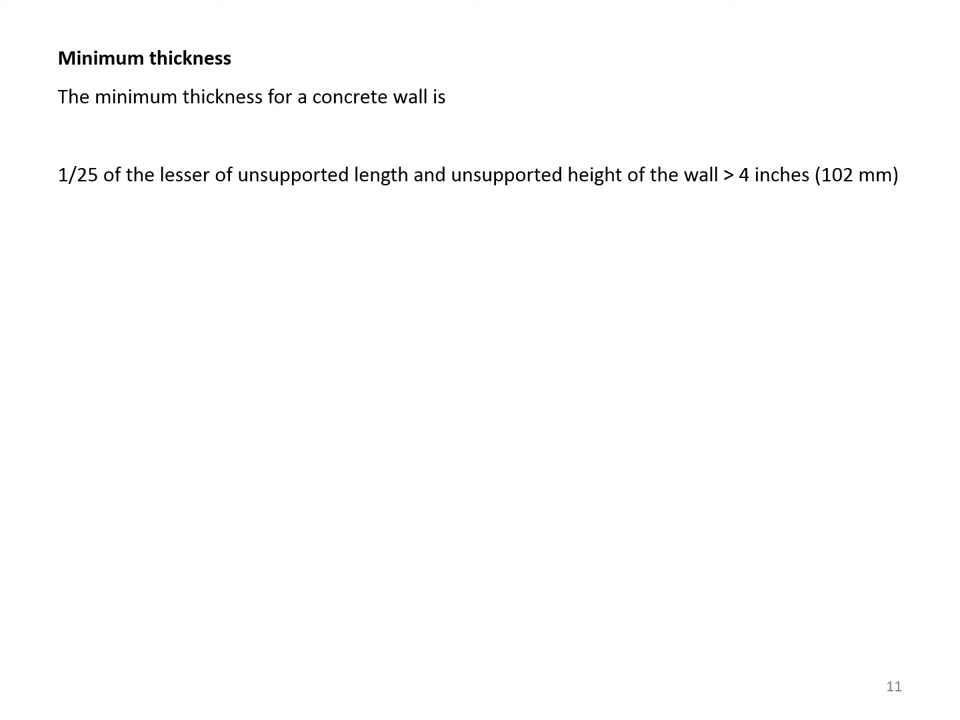 Minimum thickness
The minimum thickness for a concrete wall is
1/25 of the lesser of unsupported length and unsupported height of the wall > 4 inches (102 mm)
11